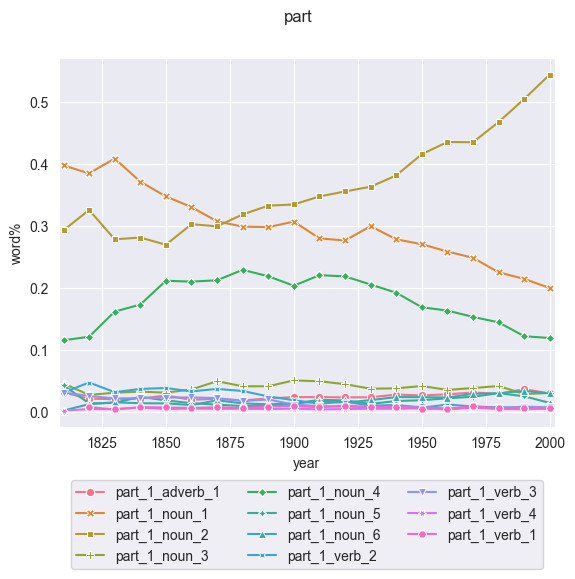 part
0.5
0.4
0.3
0.2
0.1
0.0
word%
1825 1850 1875 1900 1925 1950 1975 2000
year
part_1_adverb_1 part_1_noun_4 part_1_verb_3
part_1_noun_1 part_1_noun_5 part_1_verb_4
part_1_noun_2 part_1_noun_6 part_1_verb_1
part_1_noun_3 part_1_verb_2